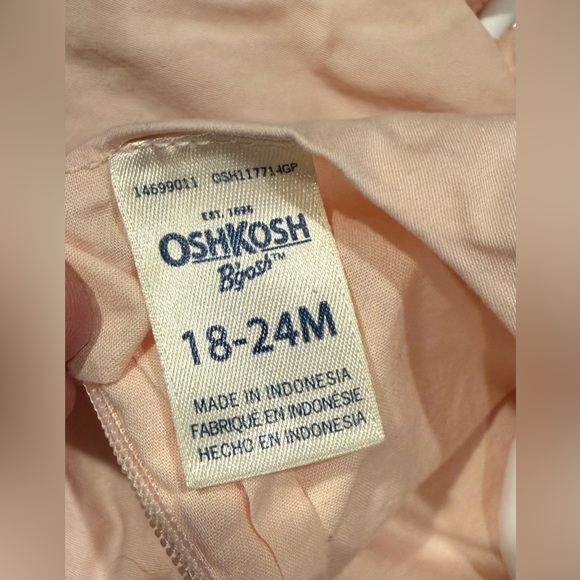 14699011 OSH117714GP
EST. 1895
OSHKOSH
B'gosh™
18-24M
MADE IN INDONESIA
FABRIQUÉ EN INDONÉSIE
HECHO EN INDONESIA